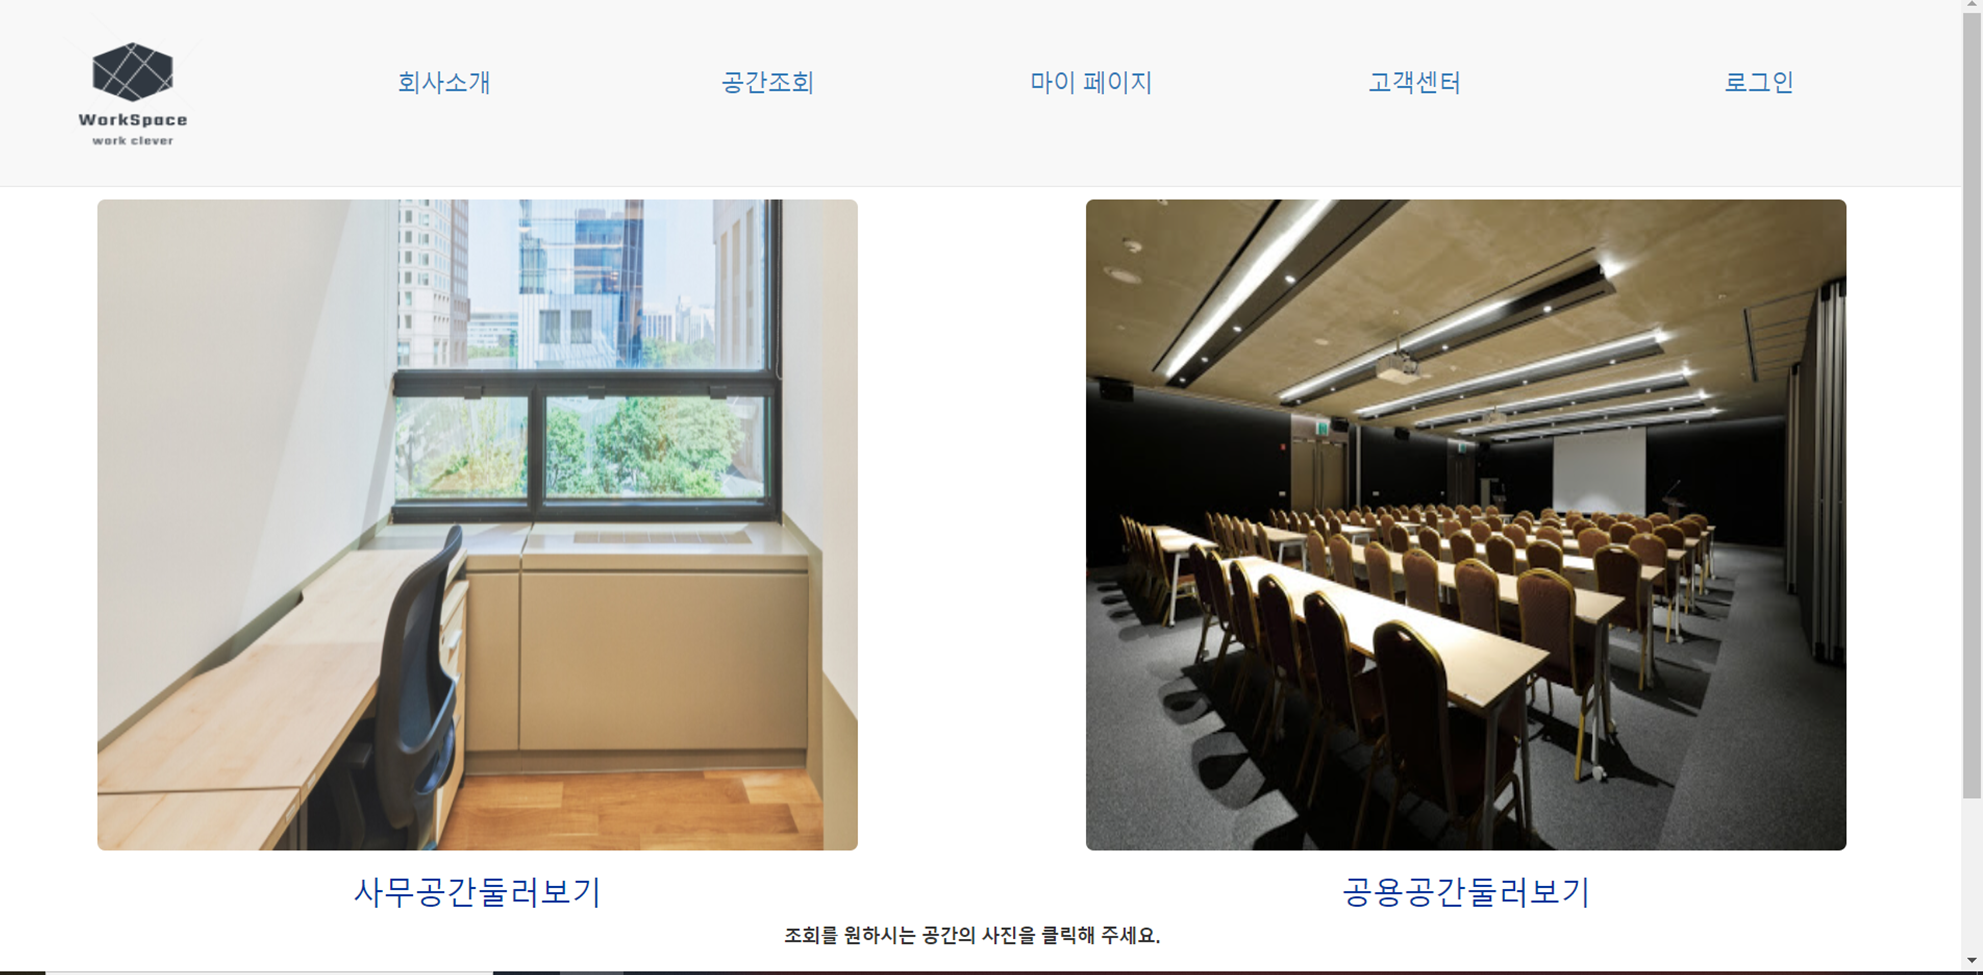 WorkSpace
work clever
회사소개
공간조회
마이 페이지
고객센터
로그인
사무공간둘러보기
공용공간둘러보기
조회를 원하시는 공간의 사진을 클릭해 주세요.